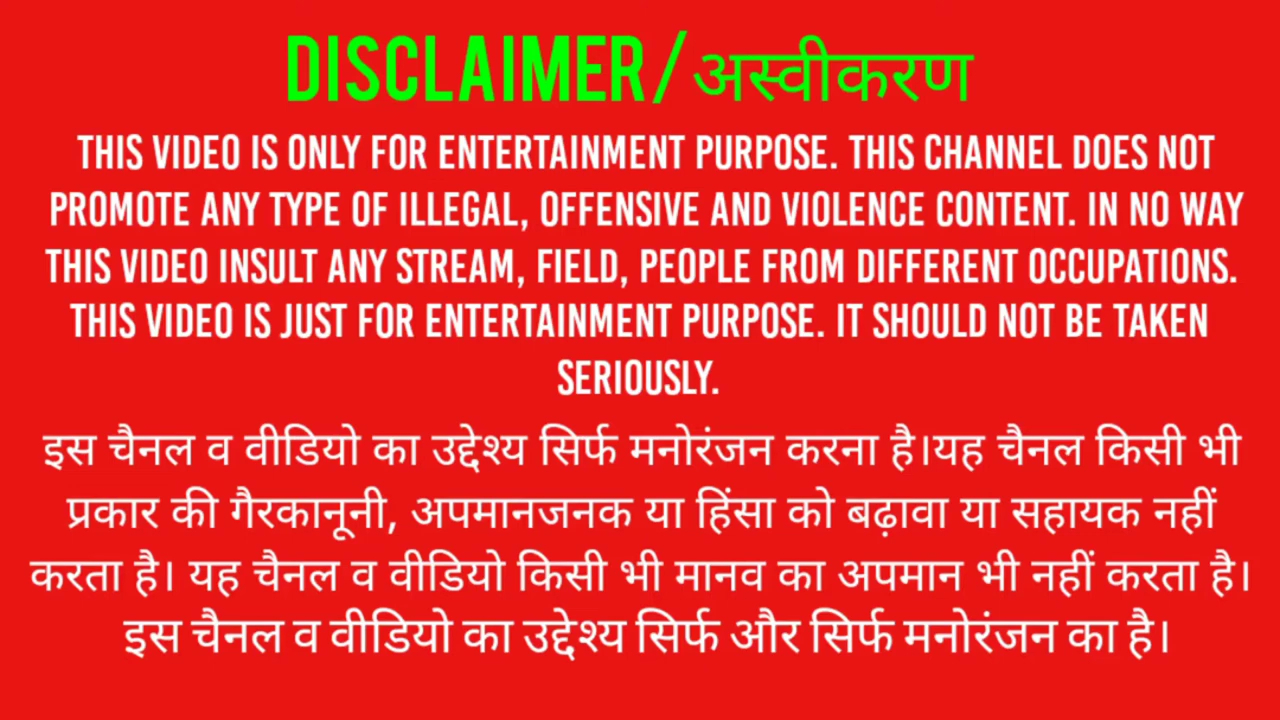 DISCLAIMER/अस्वीकरण
THIS VIDEO IS ONLY FOR ENTERTAINMENT PURPOSE. THIS CHANNEL DOES NOT
PROMOTE ANY TYPE OF ILLEGAL, OFFENSIVE AND VIOLENCE CONTENT. IN NO WAY
THIS VIDEO INSULT ANY STREAM, FIELD, PEOPLE FROM DIFFERENT OCCUPATIONS.
THIS VIDEO IS JUST FOR ENTERTAINMENT PURPOSE. IT SHOULD NOT BE TAKEN
SERIOUSLY.
इस चैनल व वीडियो का उद्देश्य सिर्फ मनोरंजन करना है।यह चैनल किसी भी
प्रकार की गैरकानूनी, अपमानजनक या हिंसा को बढ़ावा या सहायक नहीं
करता है। यह चैनल व वीडियो किसी भी मानव का अपमान भी नहीं करता है।
इस चैनल व वीडियो का उद्देश्य सिर्फ और सिर्फ मनोरंजन का है।